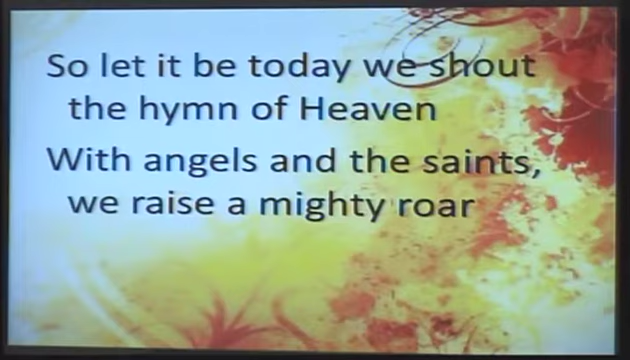 So let it be today we shout
the hymn of Heaven
With angels and the saints,
we raise a mighty roar